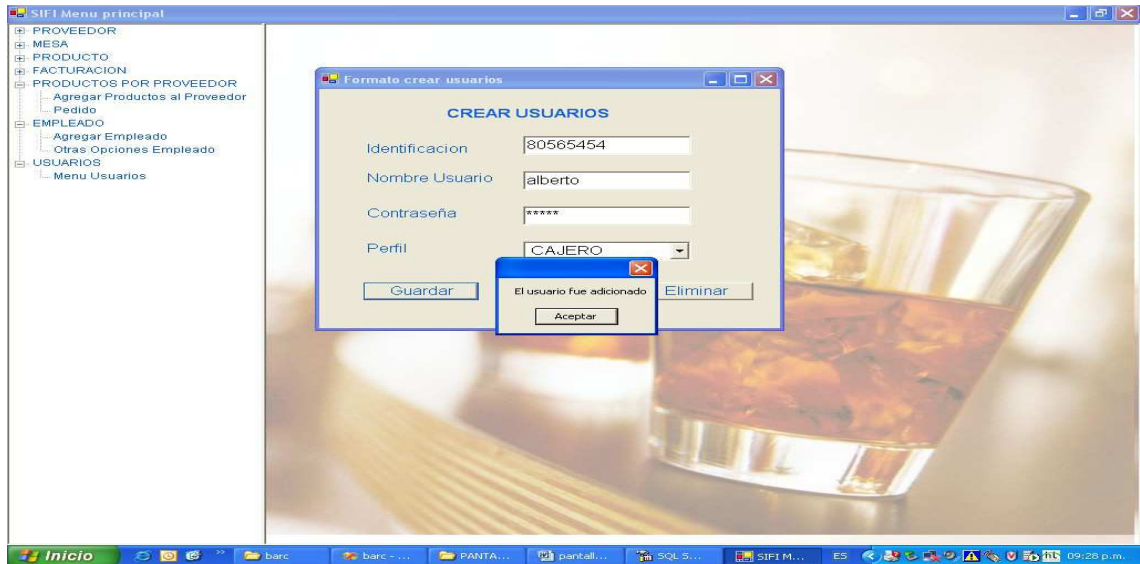 SIFI Menu principal
PROVEEDOR
MESA
PRODUCTO
FACTURACION
PRODUCTOS POR PROVEEDOR
Agregar Productos al Proveedor
Pedido
EMPLEADO
Agregar Empleado
Otras Opciones Empleado
USUARIOS
Menu Usuarios
Formato crear usuarios
CREAR USUARIOS
Identificacion 80565454
Nombre Usuario alberto
Contraseña *****
Perfil CAJERO
Guardar
Eliminar
El usuario fue adicionado
Aceptar
Inicio » barc barc - ... PANTA... pantall... SQL S... SIFI M... ES 09:28 p.m.